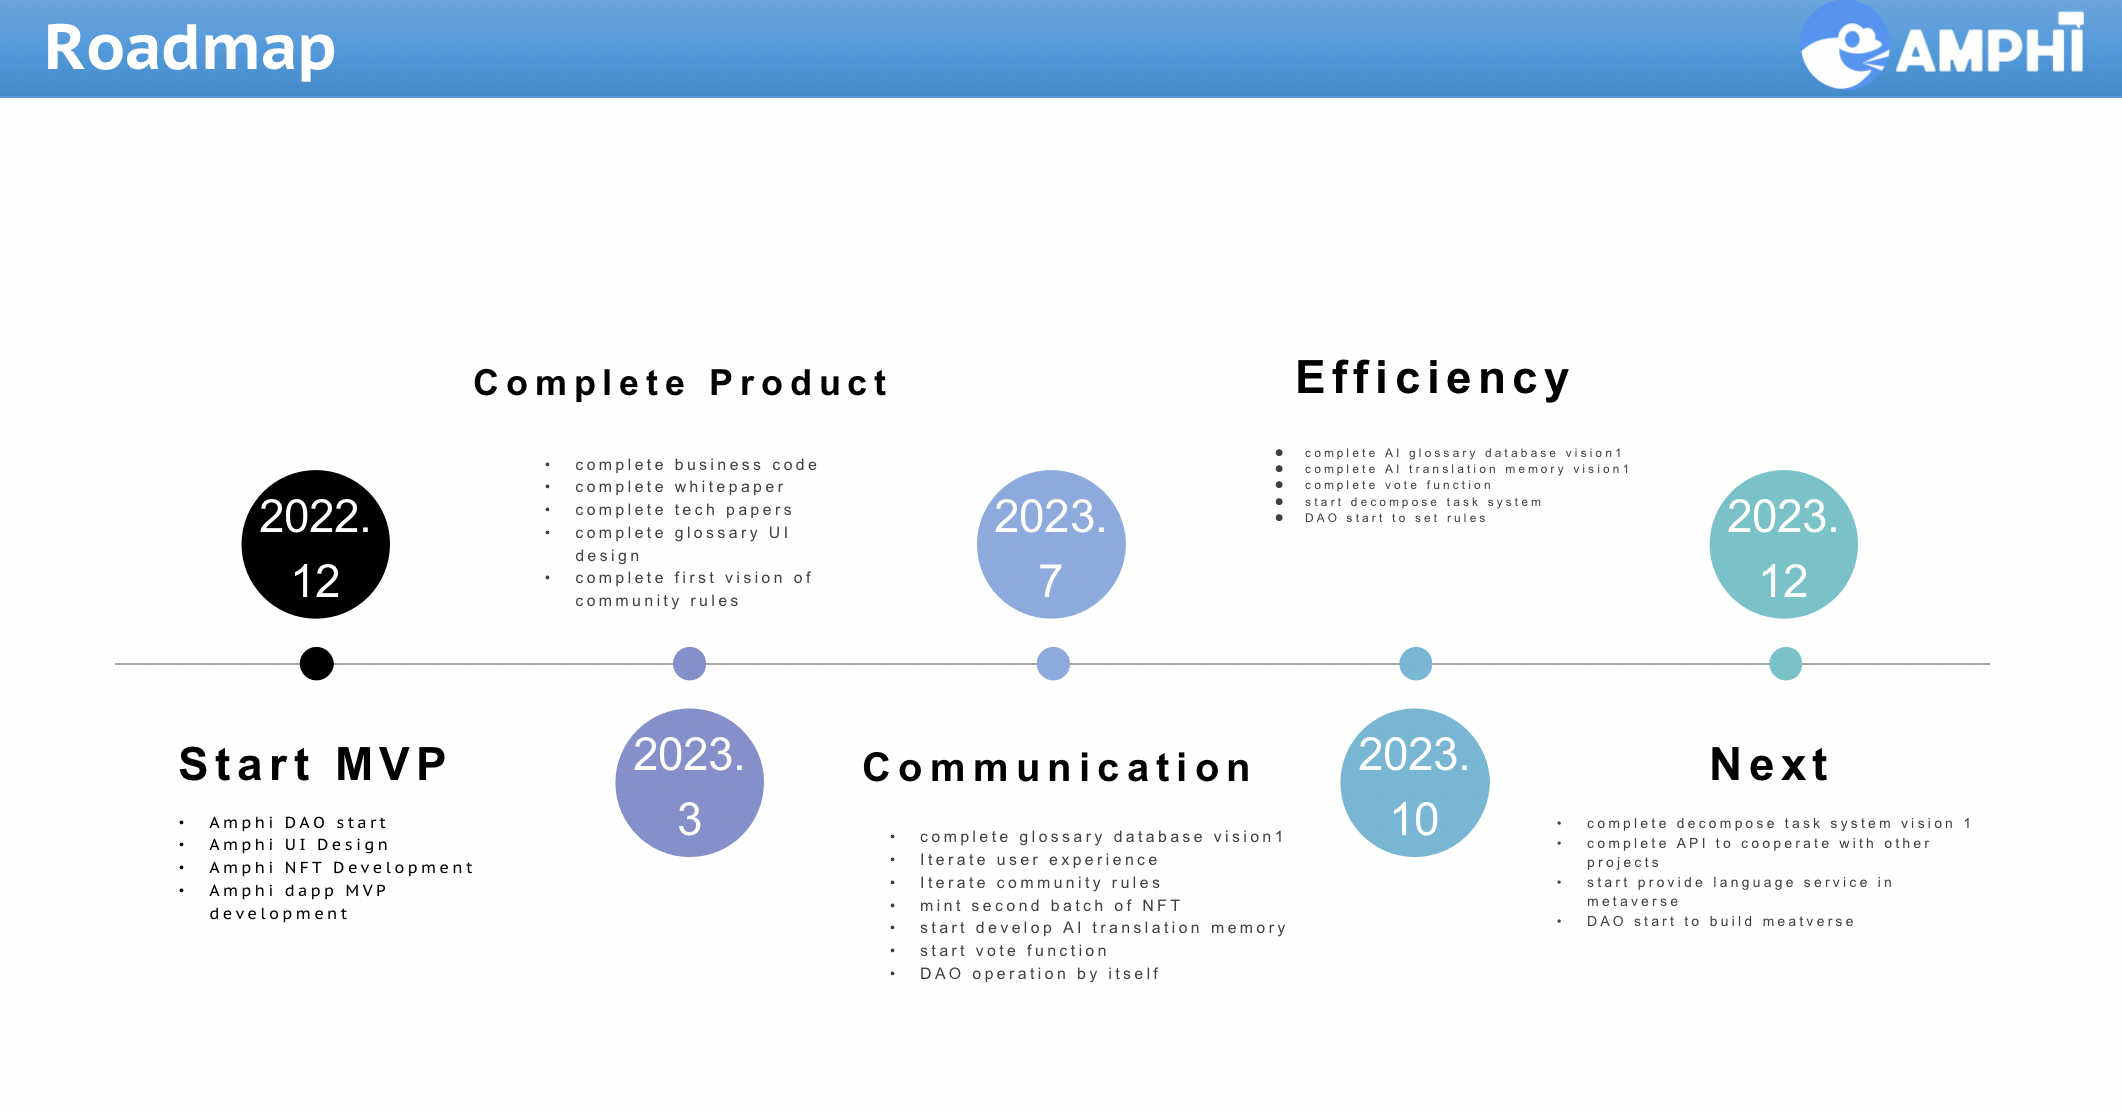 Roadmap
AMPHI
2022.
12
Start MVP
• Amphi DAO start
• Amphi UI Design
• Amphi NFT Development
• Amphi dapp MVP
development
Complete Product
• complete business code
• complete whitepaper
• complete tech papers
• complete glossary UI
design
• complete first vision of
community rules
2023.
3
2023.
7
Communication
• complete glossary database vision1
• Iterate user experience
• Iterate community rules
• mint second batch of NFT
• start develop AI translation memory
• start vote function
• DAO operation by itself
Efficiency
● complete AI glossary database vision1
● complete AI translation memory vision1
● complete vote function
● start decompose task system
● DAO start to set rules
2023.
10
2023.
12
Next
• complete decompose task system vision 1
• complete API to cooperate with other
projects
• start provide language service in
metaverse
• DAO start to build meatverse